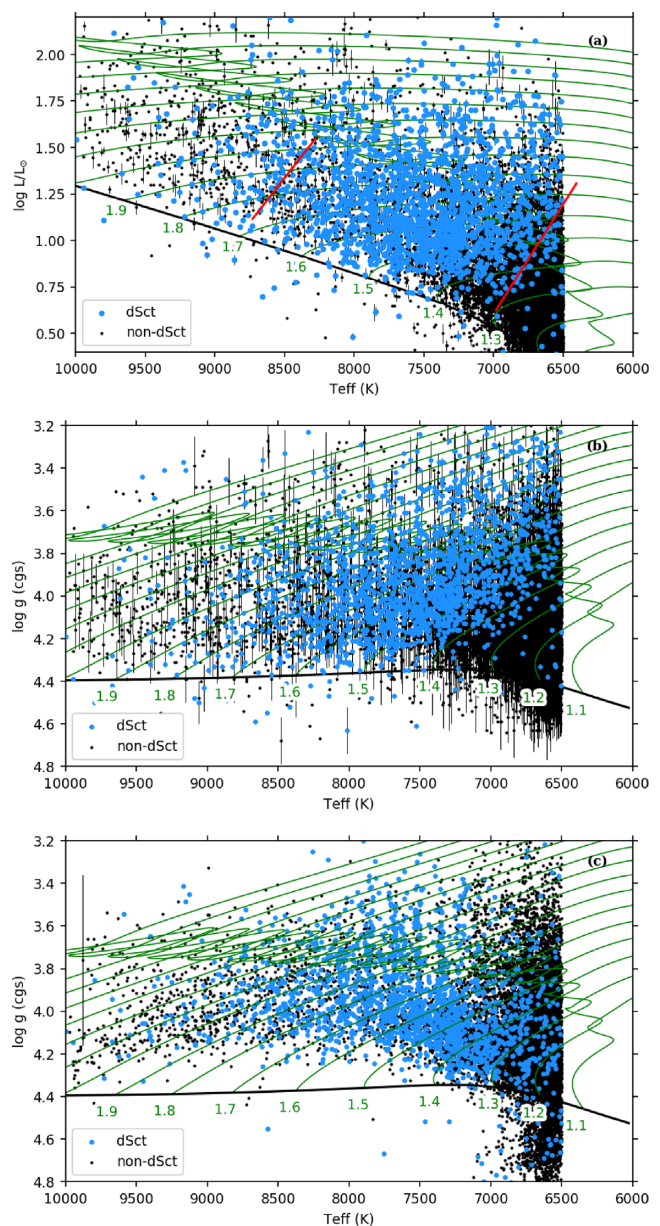 (a)
2.00
1.75
1.50
1.25
1.00
0.75
0.50
log L/L⊙
1.9
1.8
1.7
1.6
1.5
1.4
1.3
dSct
non-dSct
10000 9500 9000 8500 8000 7500 7000 6500 6000
Teff (K)
(b)
3.2
3.4
3.6
3.8
4.0
4.2
4.4
4.6
4.8
log g (cgs)
1.9
1.8
1.7
1.6
1.5
1.4
1.3
1.2
1.1
dSct
non-dSct
10000 9500 9000 8500 8000 7500 7000 6500 6000
Teff (K)
(c)
3.2
3.4
3.6
3.8
4.0
4.2
4.4
4.6
4.8
log g (cgs)
1.9
1.8
1.7
1.6
1.5
1.4
1.3
1.2
1.1
dSct
non-dSct
10000 9500 9000 8500 8000 7500 7000 6500 6000
Teff (K)